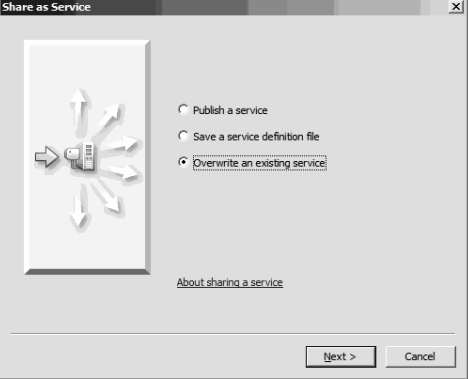 Share as Service
Publish a service
Save a service definition file
Overwrite an existing service
About sharing a service
Next >
Cancel